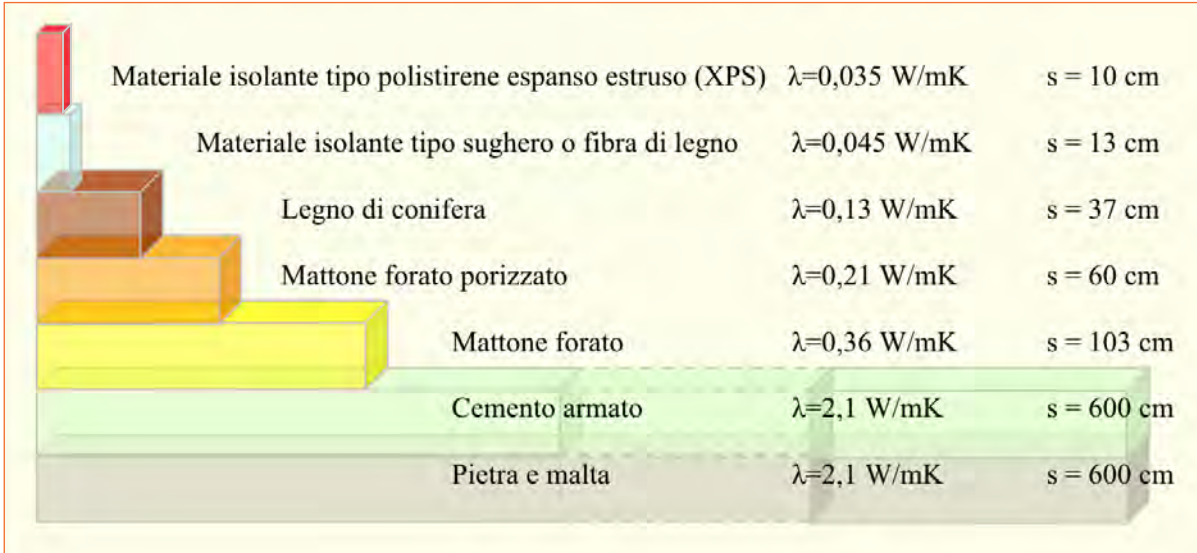 Materiale isolante tipo polistirene espanso estruso (XPS) λ=0,035 W/mK s = 10 cm
Materiale isolante tipo sughero o fibra di legno λ=0,045 W/mK s = 13 cm
Legno di conifera λ=0,13 W/mK s = 37 cm
Mattone forato porizzato λ=0,21 W/mK s = 60 cm
Mattone forato λ=0,36 W/mK s = 103 cm
Cemento armato λ=2,1 W/mK s = 600 cm
Pietra e malta λ=2,1 W/mK s = 600 cm